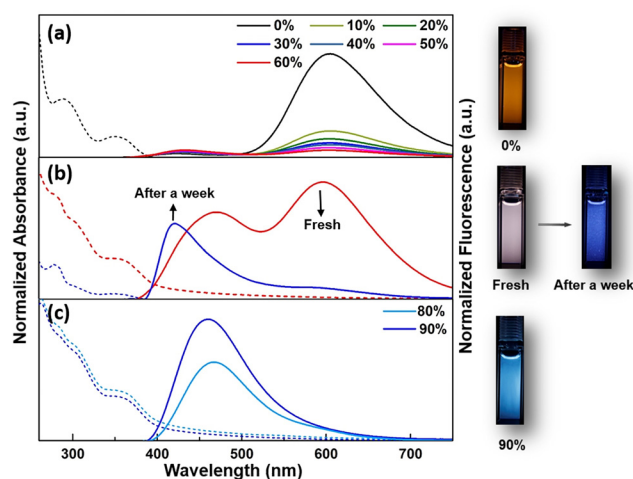 (a)
0% 10% 20%
30% 40% 50%
60%
(b)
After a week
Fresh
(c)
80%
90%
300 400 500 600 700
Wavelength (nm)
Normalized Absorbance (a.u.)
Normalized Fluorescence (a.u.)
0%
Fresh After a week
90%